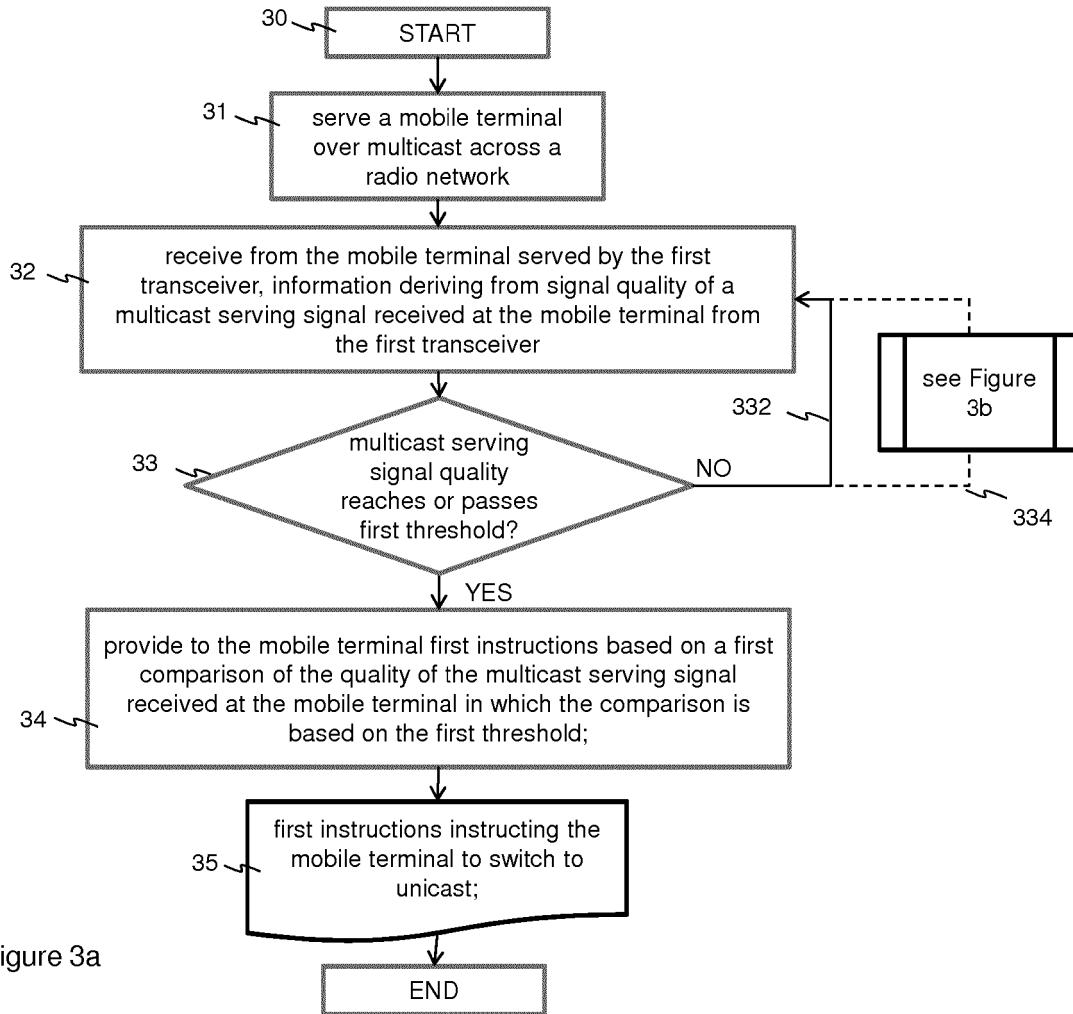 30
START
31
serve a mobile terminal
over multicast across a
radio network
32
receive from the mobile terminal served by the first
transceiver, information deriving from signal quality of a
multicast serving signal received at the mobile terminal from
the first transceiver
see Figure
3b
332
33
multicast serving
signal quality
reaches or passes
first threshold?
NO
334
YES
provide to the mobile terminal first instructions based on a first
comparison of the quality of the multicast serving signal
received at the mobile terminal in which the comparison is
based on the first threshold;
34
first instructions instructing the
mobile terminal to switch to
unicast;
35
igure 3a
END